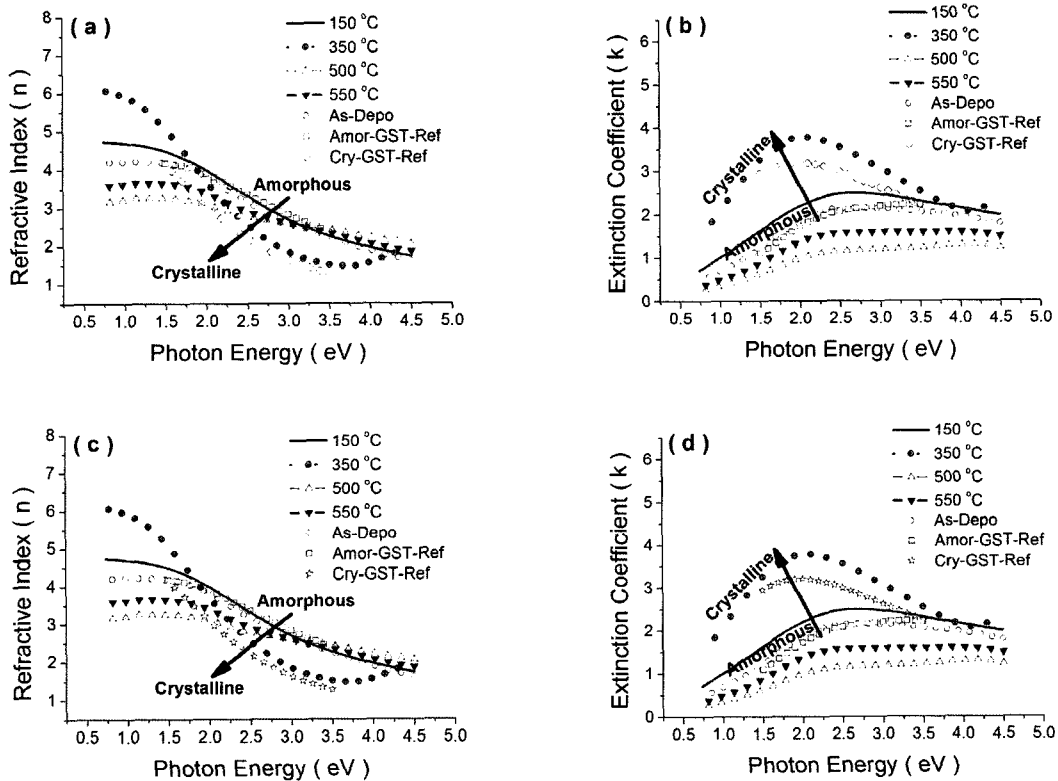 ( a )
150 °C
350 °C
500 °C
550 °C
As-Depo
Amor-GST-Ref
Cry-GST-Ref
Amorphous
Crystalline
Refractive Index ( n )
8
7
6
5
4
3
2
1
0.5 1.0 1.5 2.0 2.5 3.0 3.5 4.0 4.5 5.0
Photon Energy ( eV )
( b )
150 °C
350 °C
500 °C
550 °C
As-Depo
Amor-GST-Ref
Cry-GST-Ref
Crystalline
Amorphous
Extinction Coefficient ( k )
6
5
4
3
2
1
0
0.5 1.0 1.5 2.0 2.5 3.0 3.5 4.0 4.5 5.0
Photon Energy ( eV )
( c )
150 °C
350 °C
500 °C
550 °C
As-Depo
Amor-GST-Ref
Cry-GST-Ref
Amorphous
Crystalline
Refractive Index ( n )
8
7
6
5
4
3
2
1
0.5 1.0 1.5 2.0 2.5 3.0 3.5 4.0 4.5 5.0
Photon Energy ( eV )
( d )
150 °C
350 °C
500 °C
550 °C
As-Depo
Amor-GST-Ref
Cry-GST-Ref
Crystalline
Amorphous
Extinction Coefficient ( k )
6
5
4
3
2
1
0
0.5 1.0 1.5 2.0 2.5 3.0 3.5 4.0 4.5 5.0
Photon Energy ( eV )